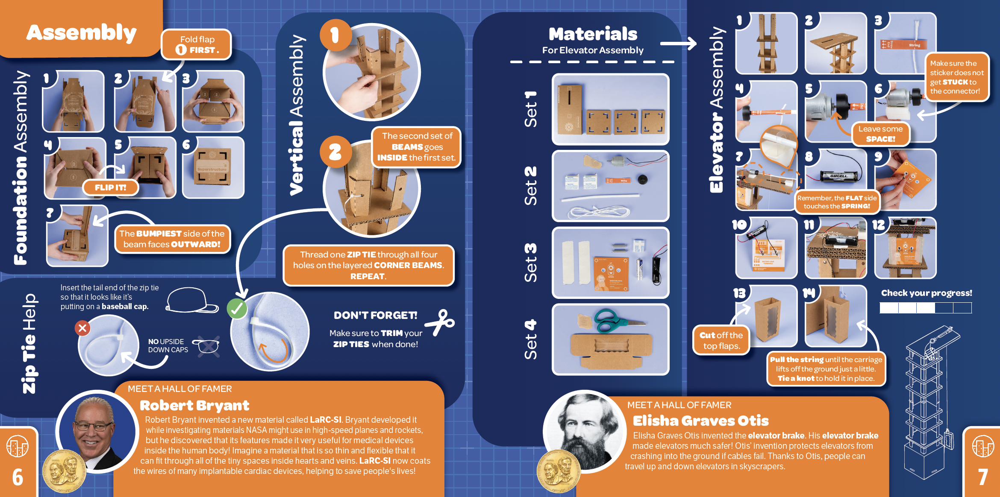 Assembly
Fold flap
1 FIRST.
Foundation Assembly
1
2
3
4
5
6
Superstructure
FLIP IT!
7
The BUMPIEST side of the
beam faces OUTWARD!
Vertical Assembly
1
2
The second set of
BEAMS goes
INSIDE the first set.
Thread one ZIP TIE through all four
holes on the layered CORNER BEAMS.
REPEAT.
Zip Tie Help
Insert the tail end of the zip tie
so that it looks like it's
putting on a baseball cap.
NO UPSIDE
DOWN CAPS
DON'T FORGET!
Make sure to TRIM your
ZIP TIES when done!
MEET A HALL OF FAMER
Robert Bryant
Robert Bryant invented a new material called LaRC-SI. Bryant developed it
while investigating materials NASA might use in high-speed planes and rockets,
but he discovered that its features made it very useful for medical devices
inside the human body! Imagine a material that is so thin and flexible that it
can fit through all of the tiny spaces inside hearts and veins. LaRC-SI now coats
the wires of many implantable cardiac devices, helping to save people's lives!
6
Materials
For Elevator Assembly
Set 1
Set 2
String
Set 3
UP
DOWN
Set 4
Elevator Assembly
1
2
3
String
Straw
End
Make sure the
sticker does not
get STUCK to
the connector!
4
String
5
6
Leave some
SPACE!
7
8
GMCELL.
9
Remember, the FLAT side
touches the SPRING!
10
GMCELL
BATTERY LEAD
TERMINALS
11
12
UP
DOWN
13
14
Check your progress!
Cut off the
top flaps.
Pull the string until the carriage
lifts off the ground just a little.
Tie a knot to hold it in place.
MEET A HALL OF FAMER
Elisha Graves Otis
Elisha Graves Otis invented the elevator brake. His elevator brake
made elevators much safer! Otis' invention protects elevators from
crashing into the ground if cables fail. Thanks to Otis, people can
travel up and down elevators in skyscrapers.
7